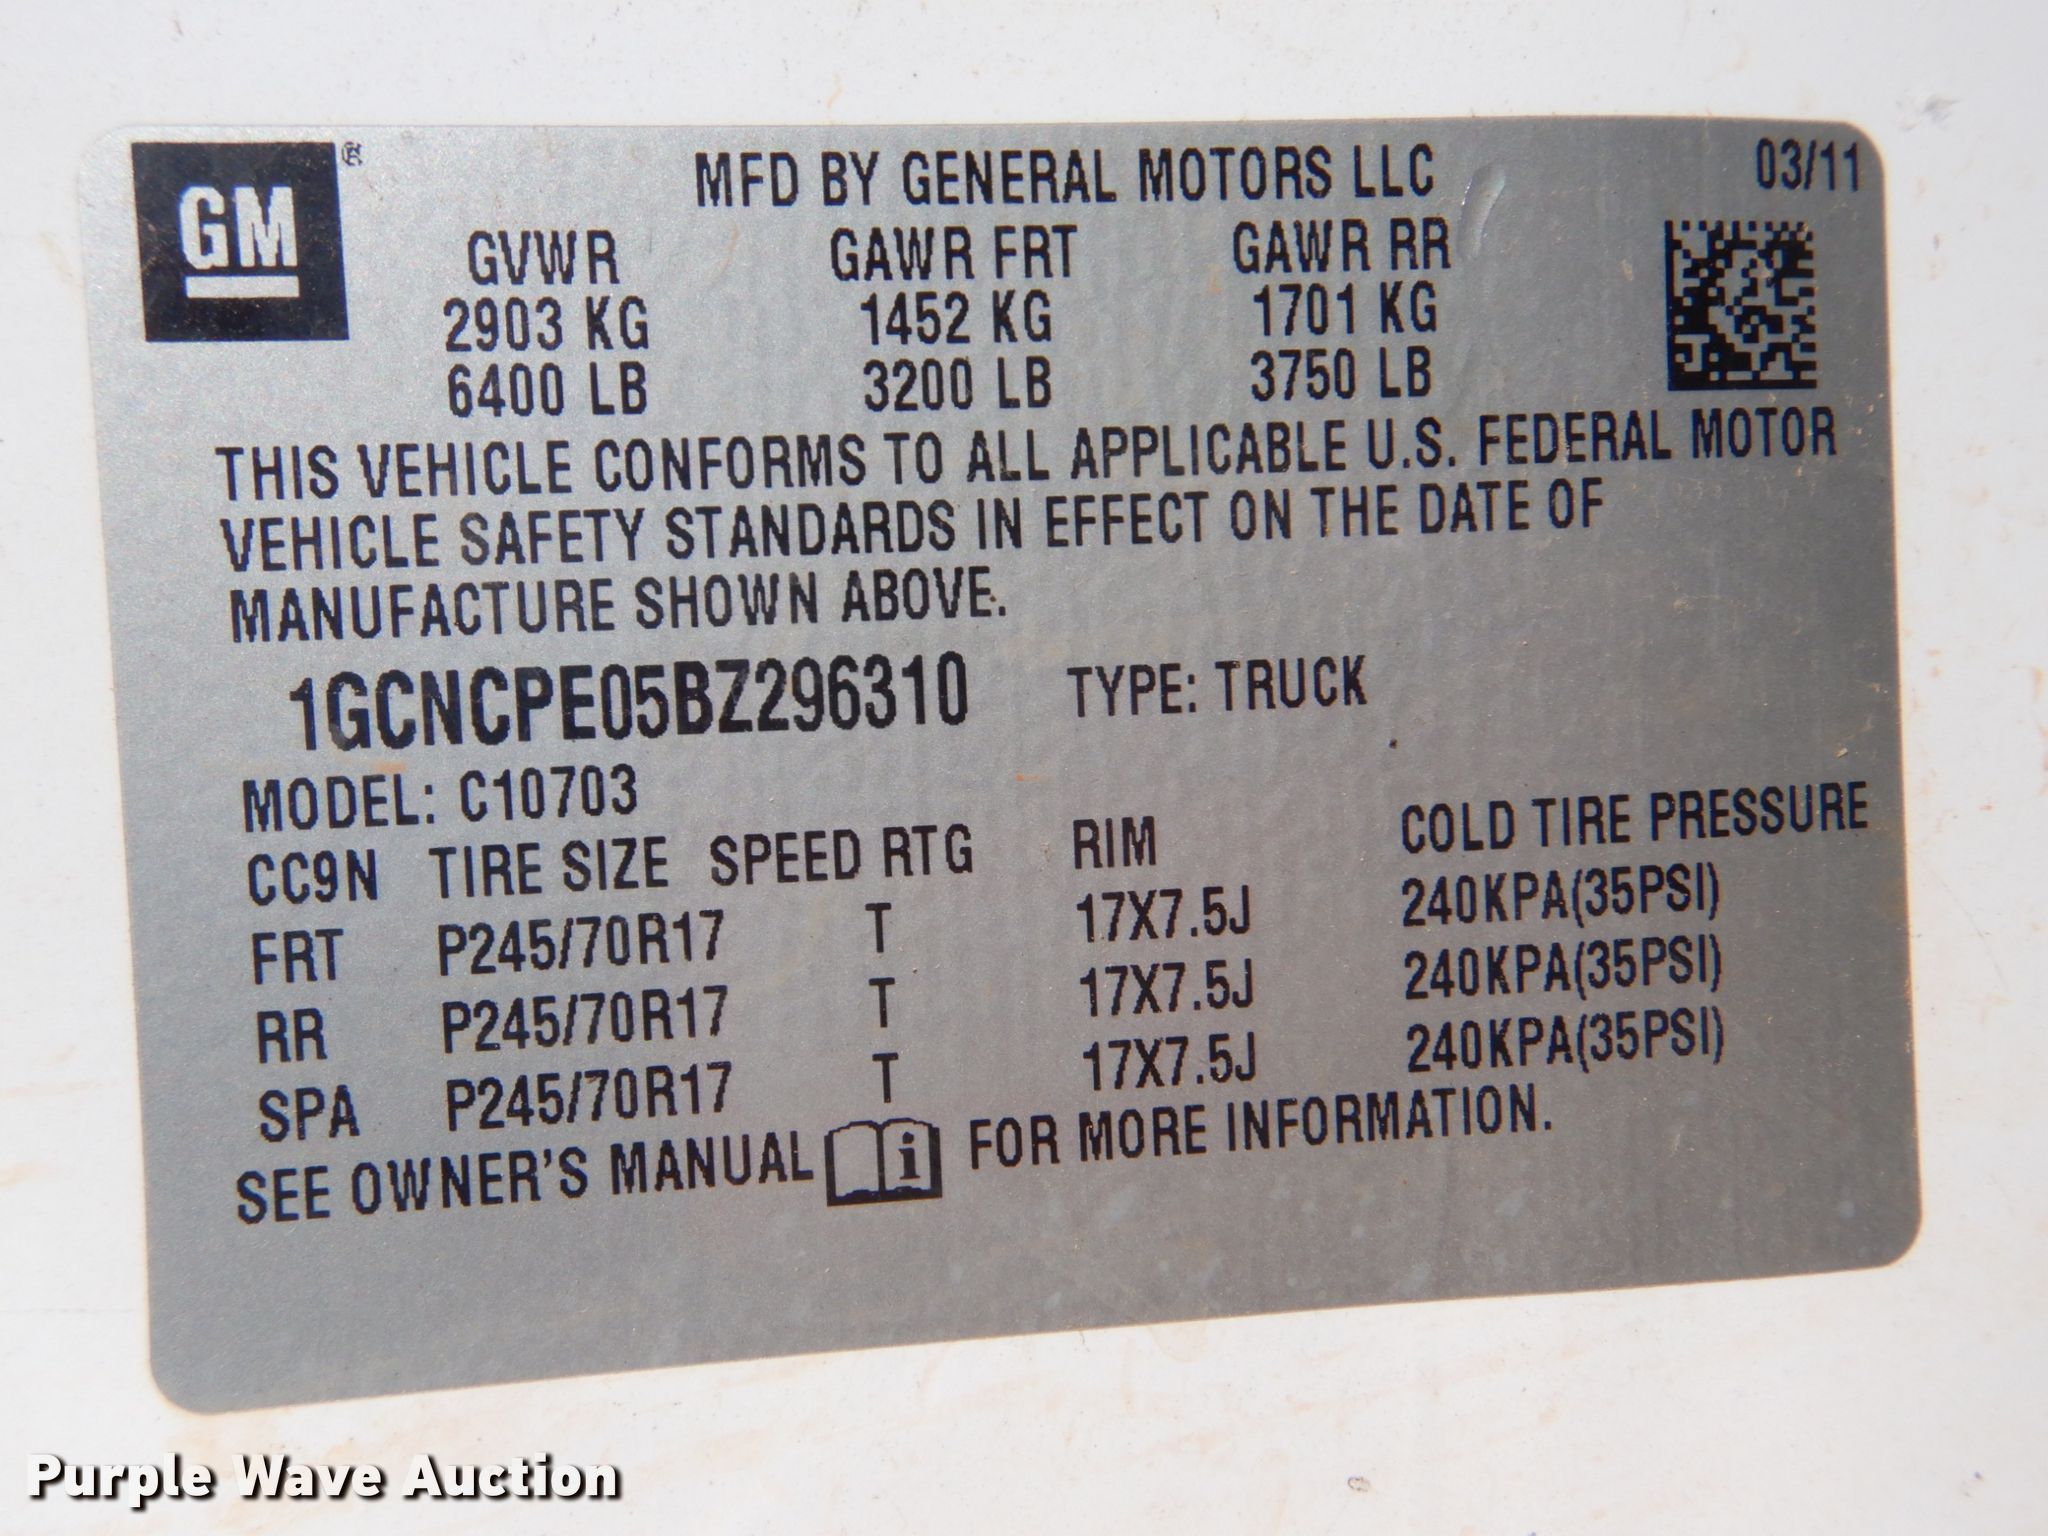 GM
MFD BY GENERAL MOTORS LLC 03/11
GVWR GAWR FRT GAWR RR
2903 KG 1452 KG 1701 KG
6400 LB 3200 LB 3750 LB
THIS VEHICLE CONFORMS TO ALL APPLICABLE U.S. FEDERAL MOTOR
VEHICLE SAFETY STANDARDS IN EFFECT ON THE DATE OF
MANUFACTURE SHOWN ABOVE.
1GCNCPE05BZ296310 TYPE: TRUCK
MODEL: C10703
CC9N TIRE SIZE SPEED RTG RIM COLD TIRE PRESSURE
FRT P245/70R17 T 17X7.5J 240KPA(35PSI)
RR P245/70R17 T 17X7.5J 240KPA(35PSI)
SPA P245/70R17 T 17X7.5J 240KPA(35PSI)
SEE OWNER'S MANUAL i FOR MORE INFORMATION.
Purple Wave Auction